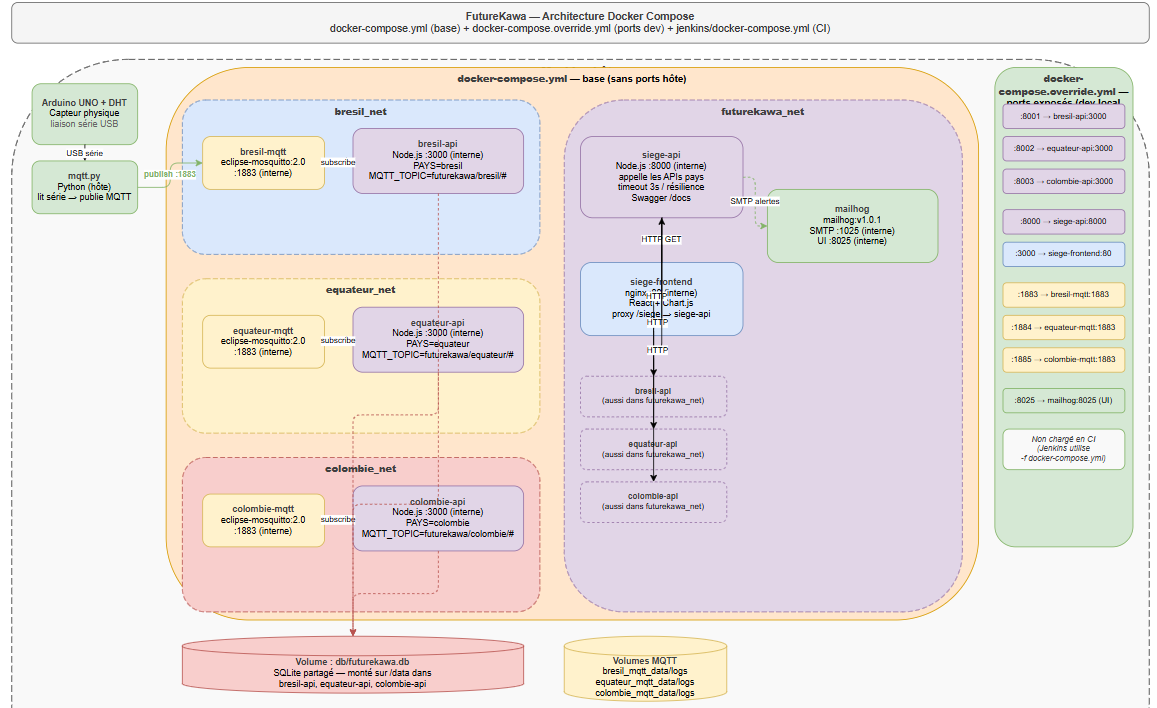 FutureKawa — Architecture Docker Compose
docker-compose.yml (base) + docker-compose.override.yml (ports dev) + jenkins/docker-compose.yml (CI)
docker-compose.yml — base (sans ports hôte)
Arduino UNO + DHT
Capteur physique
liaison série USB
USB série
mqtt.py
Python (hôte)
lit série → publie MQTT
publish :1883
bresil_net
bresil-mqtt
eclipse-mosquitto:2.0
:1883 (interne)
subscribe
bresil-api
Node.js :3000 (interne)
PAYS=bresil
MQTT_TOPIC=futurekawa/bresil/#
equateur_net
equateur-mqtt
eclipse-mosquitto:2.0
:1883 (interne)
subscribe
equateur-api
Node.js :3000 (interne)
PAYS=equateur
MQTT_TOPIC=futurekawa/equateur/#
colombie_net
colombie-mqtt
eclipse-mosquitto:2.0
:1883 (interne)
subscribe
colombie-api
Node.js :3000 (interne)
PAYS=colombie
MQTT_TOPIC=futurekawa/colombie/#
futurekawa_net
siege-api
Node.js :8000 (interne)
appelle les APIs pays
timeout 3s / résilience
Swagger /docs
SMTP alertes
mailhog
mailhog:v1.0.1
SMTP :1025 (interne)
UI :8025 (interne)
HTTP GET
siege-frontend
nginx (interne)
HTTP
React + Chart.js
proxy /siege → siege-api
HTTP
HTTP
bresil-api
(aussi dans futurekawa_net)
equateur-api
(aussi dans futurekawa_net)
colombie-api
(aussi dans futurekawa_net)
docker-
compose.override.yml —
ports exposés (dev local
:8001 → bresil-api:3000
:8002 → equateur-api:3000
:8003 → colombie-api:3000
:8000 → siege-api:8000
:3000 → siege-frontend:80
:1883 → bresil-mqtt:1883
:1884 → equateur-mqtt:1883
:1885 → colombie-mqtt:1883
:8025 → mailhog:8025 (UI)
Non chargé en CI
(Jenkins utilise
-f docker-compose.yml)
Volume : db/futurekawa.db
SQLite partagé — monté sur /data dans
bresil-api, equateur-api, colombie-api
Volumes MQTT
bresil_mqtt_data/logs
equateur_mqtt_data/logs
colombie_mqtt_data/logs